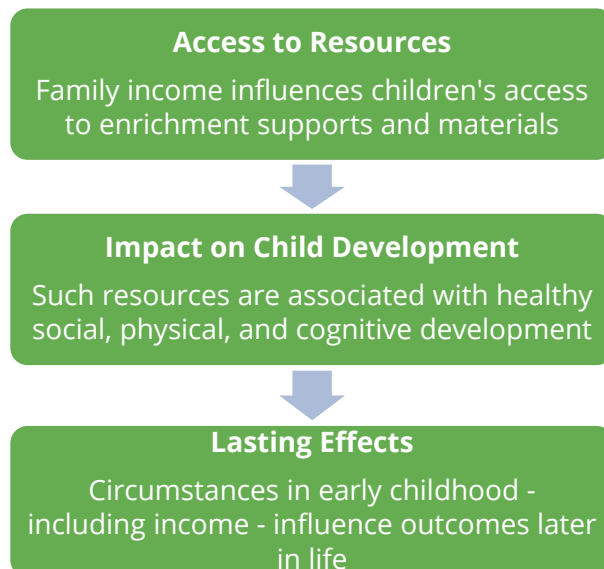 Access to Resources
Family income influences children's access
to enrichment supports and materials
Impact on Child Development
Such resources are associated with healthy
social, physical, and cognitive development
Lasting Effects
Circumstances in early childhood -
including income - influence outcomes later
in life